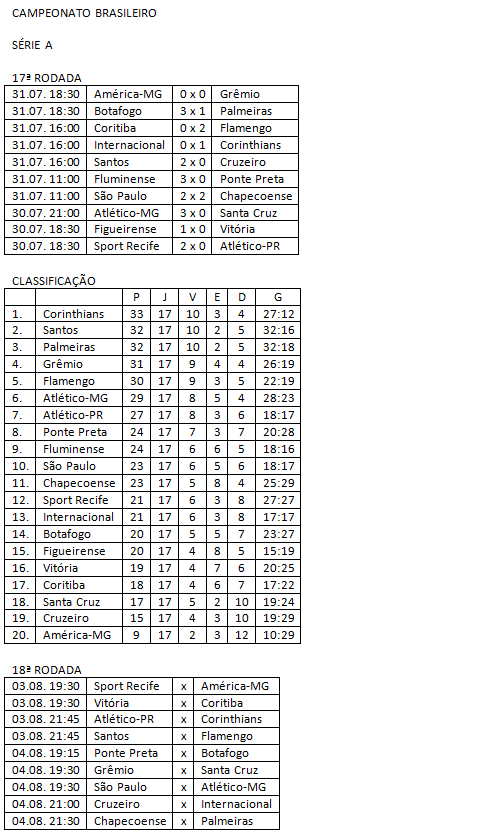 CAMPEONATO BRASILEIRO
SÉRIE A
17ª RODADA
31.07. 18:30 América-MG 0 x 0 Grêmio
31.07. 18:30 Botafogo 3 x 1 Palmeiras
31.07. 16:00 Coritiba 0 x 2 Flamengo
31.07. 16:00 Internacional 0 x 1 Corinthians
31.07. 16:00 Santos 2 x 0 Cruzeiro
31.07. 11:00 Fluminense 3 x 0 Ponte Preta
31.07. 11:00 São Paulo 2 x 2 Chapecoense
30.07. 21:00 Atlético-MG 3 x 0 Santa Cruz
30.07. 18:30 Figueirense 1 x 0 Vitória
30.07. 18:30 Sport Recife 2 x 0 Atlético-PR
CLASSIFICAÇÃO
P J V E D G
1. Corinthians 33 17 10 3 4 27:12
2. Santos 32 17 10 2 5 32:16
3. Palmeiras 32 17 10 2 5 32:18
4. Grêmio 31 17 9 4 4 26:19
5. Flamengo 30 17 9 3 5 22:19
6. Atlético-MG 29 17 8 5 4 28:23
7. Atlético-PR 27 17 8 3 6 18:17
8. Ponte Preta 24 17 7 3 7 20:28
9. Fluminense 24 17 6 6 5 18:16
10. São Paulo 23 17 6 5 6 18:17
11. Chapecoense 23 17 5 8 4 25:29
12. Sport Recife 21 17 6 3 8 27:27
13. Internacional 21 17 6 3 8 17:17
14. Botafogo 20 17 5 5 7 23:27
15. Figueirense 20 17 4 8 5 15:19
16. Vitória 19 17 4 7 6 20:25
17. Coritiba 18 17 4 6 7 17:22
18. Santa Cruz 17 17 5 2 10 19:24
19. Cruzeiro 15 17 4 3 10 19:29
20. América-MG 9 17 2 3 12 10:29
18ª RODADA
03.08. 19:30 Sport Recife x América-MG
03.08. 19:30 Vitória x Coritiba
03.08. 21:45 Atlético-PR x Corinthians
03.08. 21:45 Santos x Flamengo
04.08. 19:15 Ponte Preta x Botafogo
04.08. 19:30 Grêmio x Santa Cruz
04.08. 19:30 São Paulo x Atlético-MG
04.08. 21:00 Cruzeiro x Internacional
04.08. 21:30 Chapecoense x Palmeiras